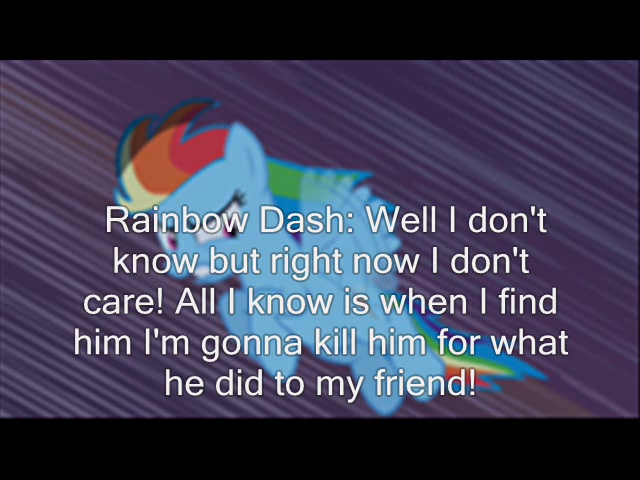 Rainbow Dash: Well I don't
know but right now I don't
care! All I know is when I find
him I'm gonna kill him for what
he did to my friend!